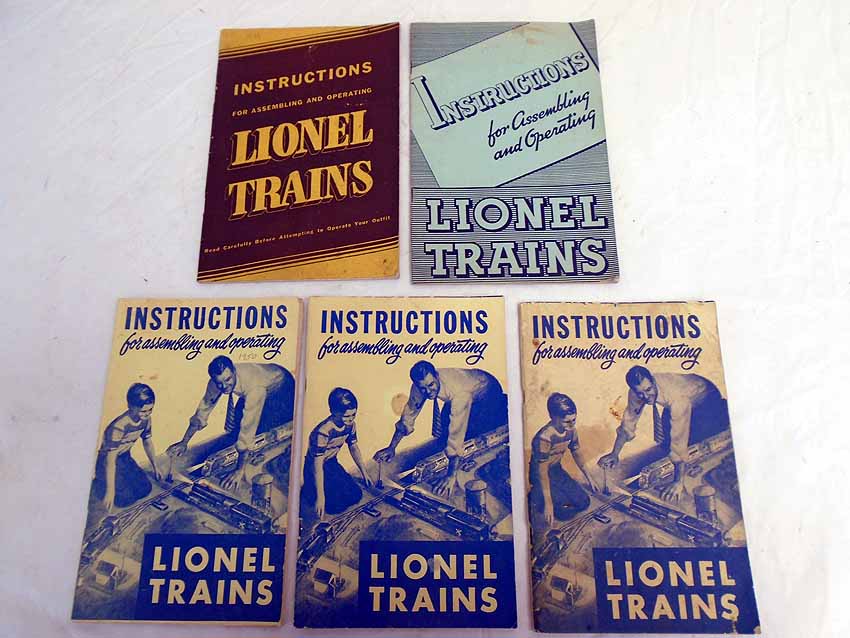 INSTRUCTIONS
FOR ASSEMBLING AND OPERATING
LIONEL
TRAINS
Read Carefully Before Attempting to Operate Your Outfit
INSTRUCTIONS
for Assembling
and Operating
LIONEL
TRAINS
INSTRUCTIONS
for assembling and operating
1950
LIONEL
TRAINS
INSTRUCTIONS
for assembling and operating
LIONEL
TRAINS
INSTRUCTIONS
for assembling and operating
LIONEL
TRAINS